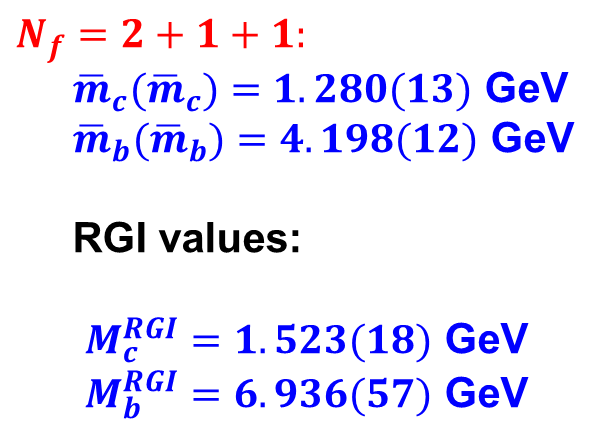 N_f = 2 + 1 + 1:
m̅_c(m̅_c) = 1.280(13) GeV
m̅_b(m̅_b) = 4.198(12) GeV
RGI values:
M_c^{RGI} = 1.523(18) GeV
M_b^{RGI} = 6.936(57) GeV